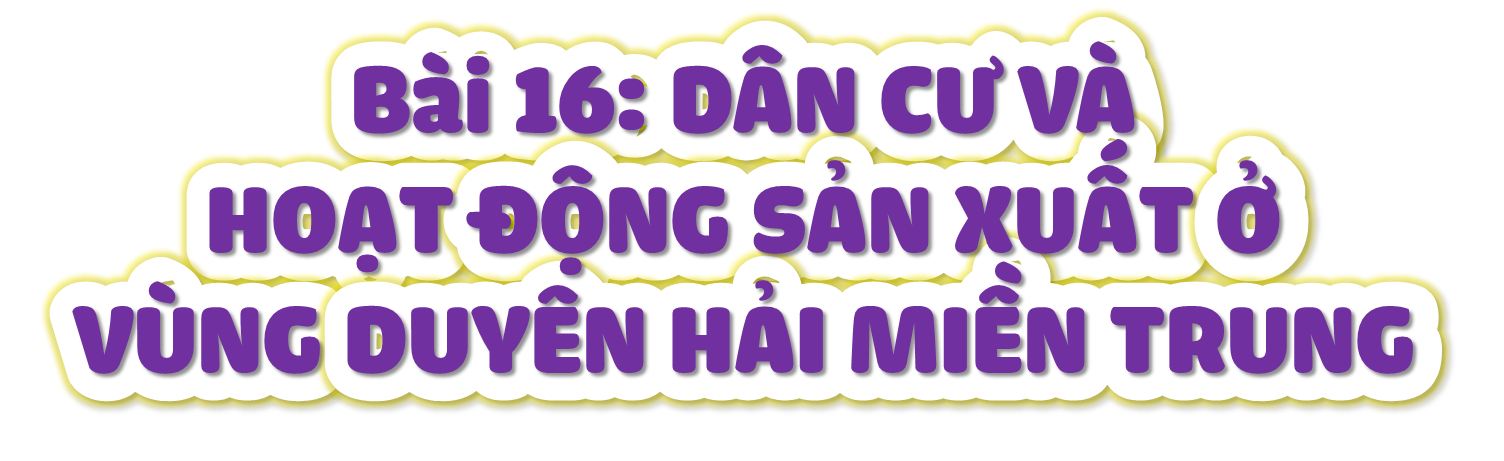 Bài 16: DÂN CƯ VÀ
HOẠT ĐỘNG SẢN XUẤT Ở
VÙNG DUYÊN HẢI MIỀN TRUNG